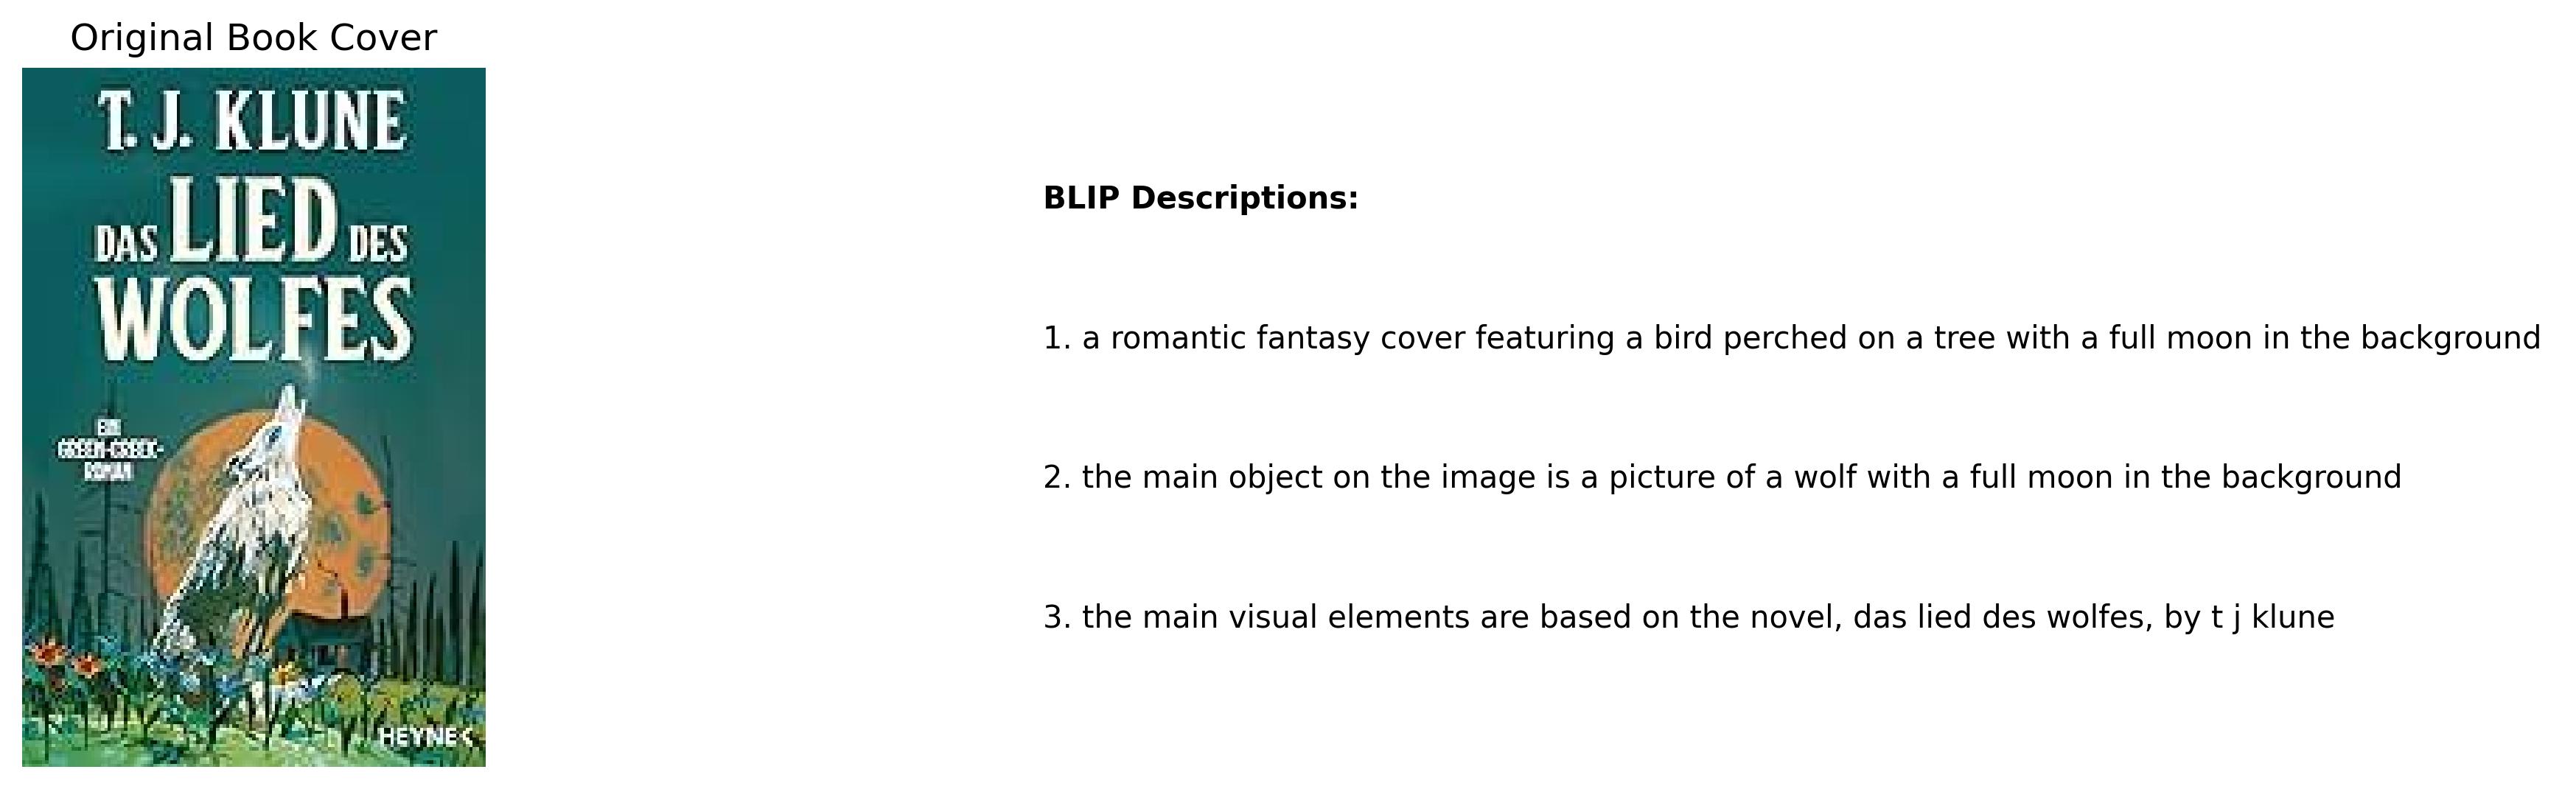 Original Book Cover
T. J. KLUNE
DAS LIED DES
WOLFES
EIN
GREEN-CREEK-
ROMAN
HEYNE<
BLIP Descriptions:
1. a romantic fantasy cover featuring a bird perched on a tree with a full moon in the background
2. the main object on the image is a picture of a wolf with a full moon in the background
3. the main visual elements are based on the novel, das lied des wolfes, by t j klune